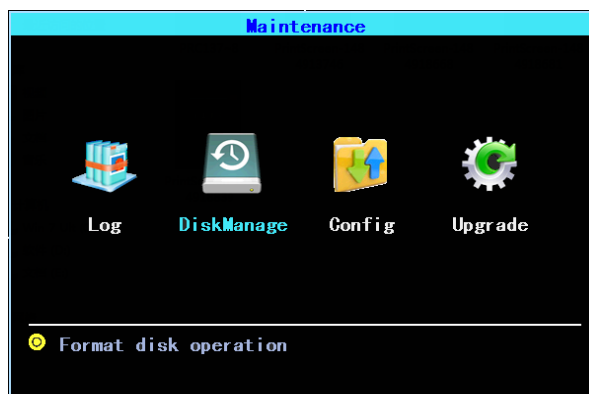 Maintenance
Log DiskManage Config Upgrade
Format disk operation